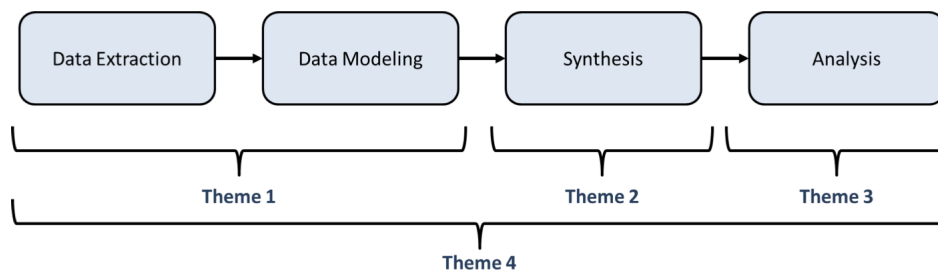 Data Extraction
Data Modeling
Synthesis
Analysis
Theme 1
Theme 2
Theme 3
Theme 4